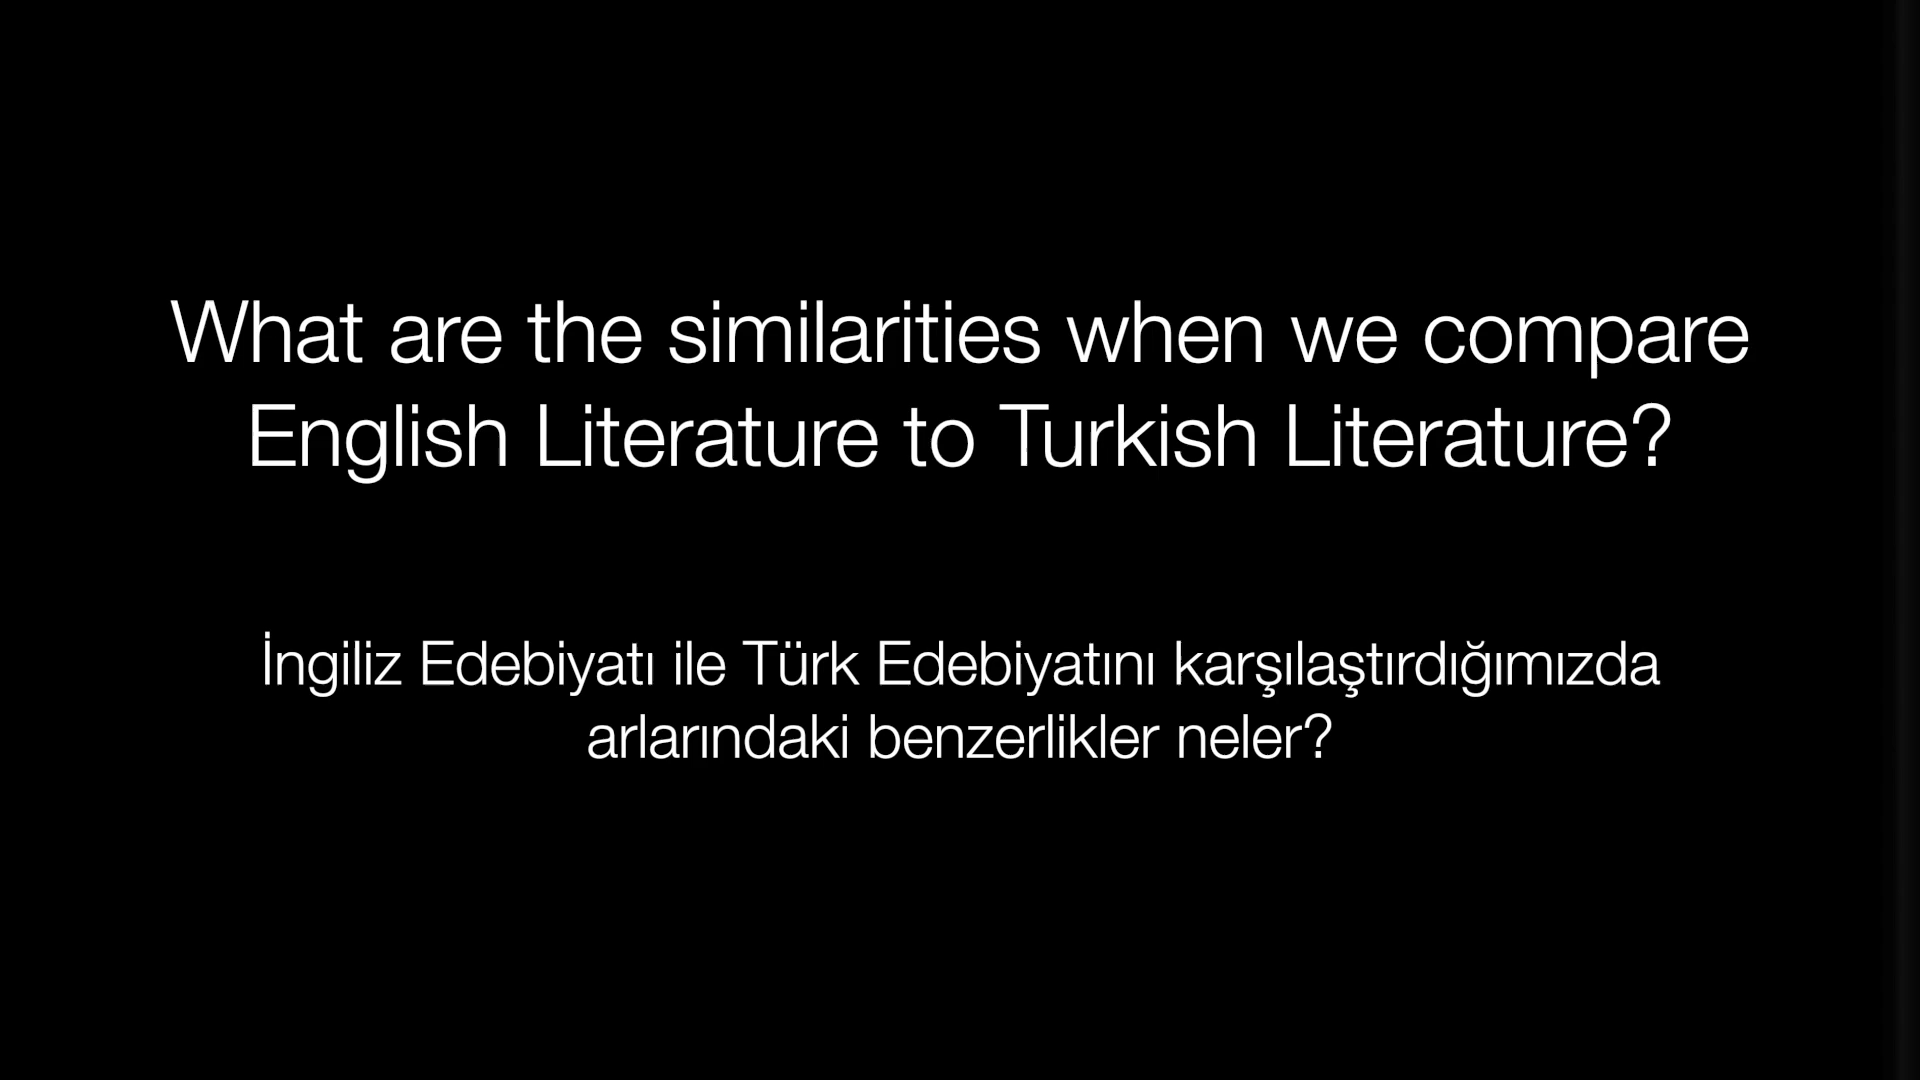 What are the similarities when we compare
English Literature to Turkish Literature?
İngiliz Edebiyatı ile Türk Edebiyatını karşılaştırdığımızda
arlarındaki benzerlikler neler?